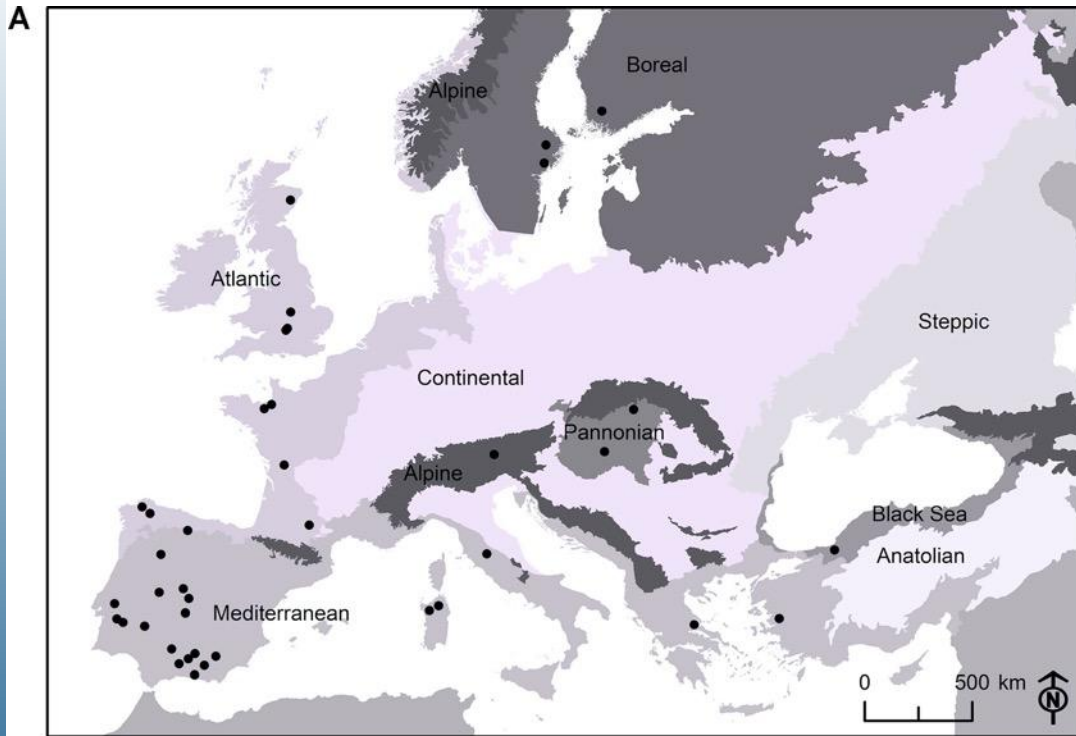 A
Alpine
Boreal
Atlantic
Steppic
Continental
Pannonian
Alpine
Black Sea
Anatolian
Mediterranean
0 500 km
N